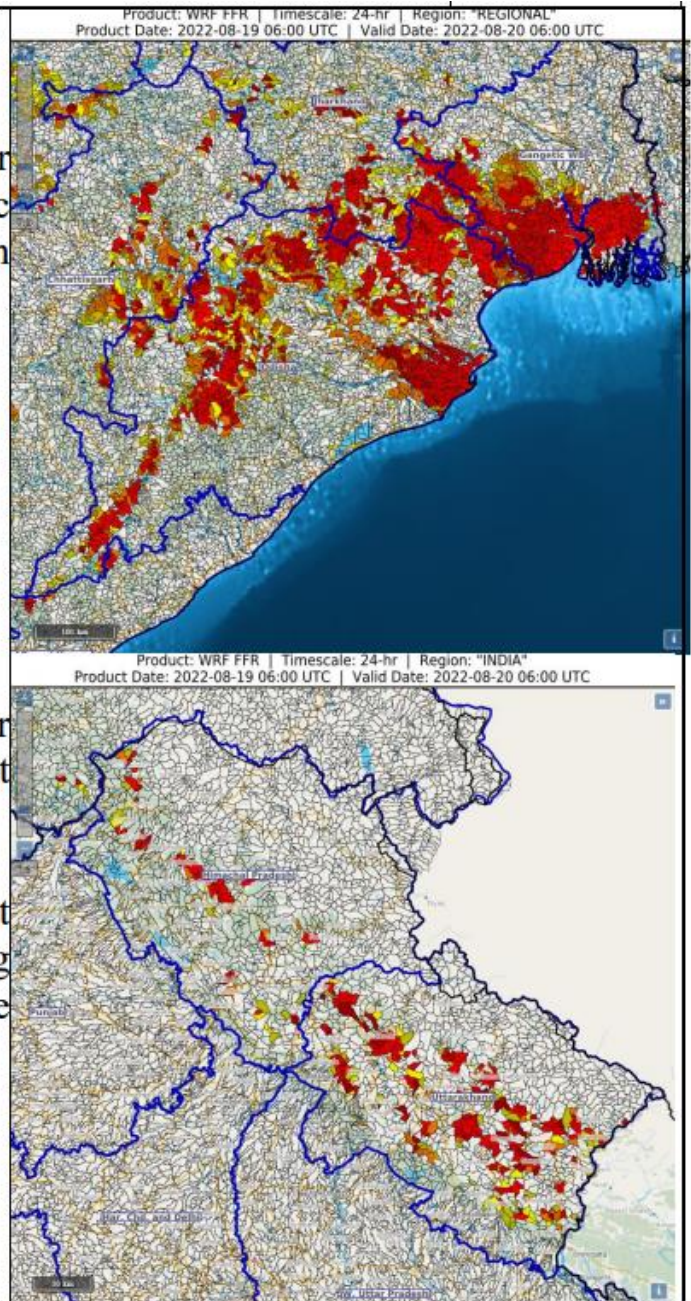 Product: WRF FFR | Timescale: 24-hr | Region: "REGIONAL"
Product Date: 2022-08-19 06:00 UTC | Valid Date: 2022-08-20 06:00 UTC
Jharkhand
Gangetic WB
Chhattisgarh
100 km
Product: WRF FFR | Timescale: 24-hr | Region: "INDIA"
Product Date: 2022-08-19 06:00 UTC | Valid Date: 2022-08-20 06:00 UTC
Himachal Pradesh
Punjab
Uttarakhand
Har. Chd. and Delhi
Uttar Pradesh